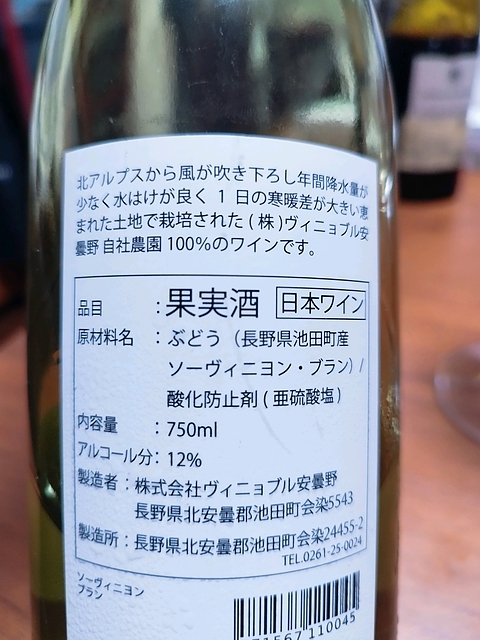 北アルプスから風が吹き下ろし年間降水量が
少なく水はけが良く 1 日の寒暖差が大きい恵
まれた土地で栽培された ( 株 )ヴィニョブル安
曇野 自社農園 100%のワインです。
品目 : 果実酒 日本ワイン
原材料名 : ぶどう（長野県池田町産
ソーヴィニヨン・ブラン）/
酸化防止剤 ( 亜硫酸塩 )
内容量 : 750ml
アルコール分 : 12%
製造者 : 株式会社ヴィニョブル安曇野
長野県北安曇郡池田町会染5543
製造所 : 長野県北安曇郡池田町会染24455-2
TEL.0261-25-0024
ソーヴィニヨン
ブラン
110045